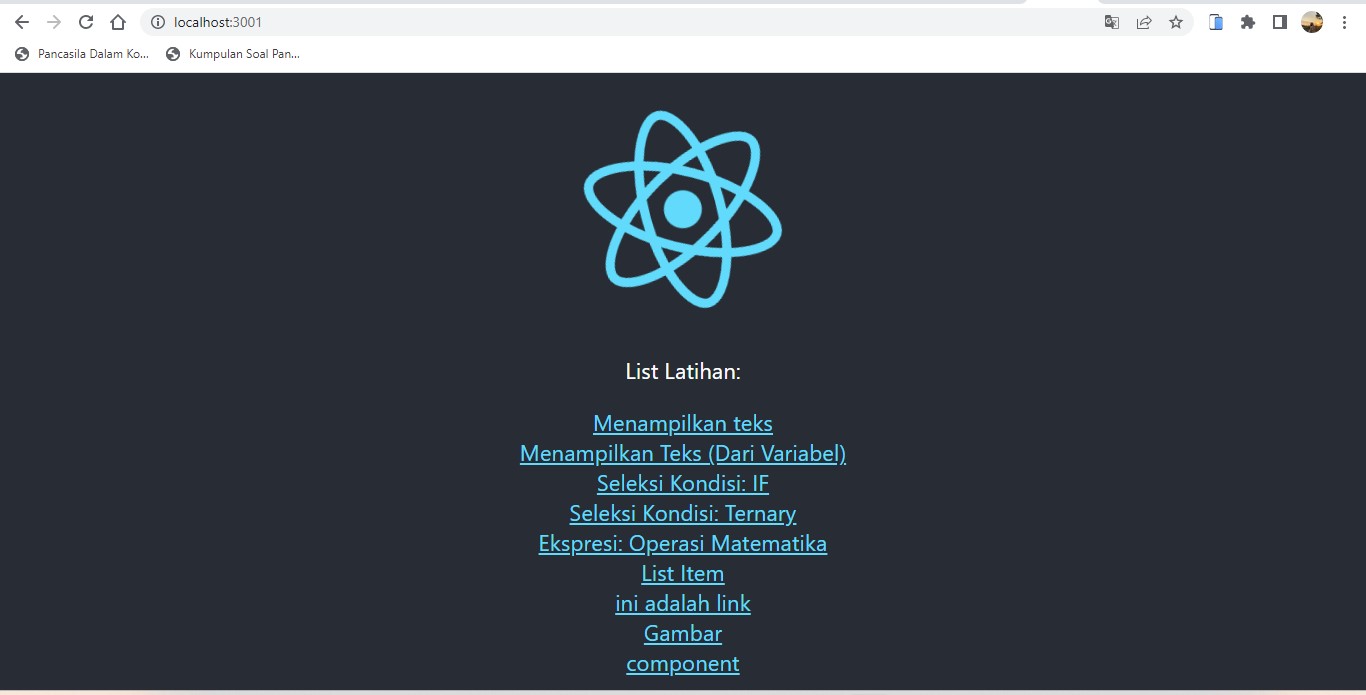 localhost:3001
Pancasila Dalam Ko...
Kumpulan Soal Pan...
List Latihan:
Menampilkan teks
Menampilkan Teks (Dari Variabel)
Seleksi Kondisi: IF
Seleksi Kondisi: Ternary
Ekspresi: Operasi Matematika
List Item
ini adalah link
Gambar
component